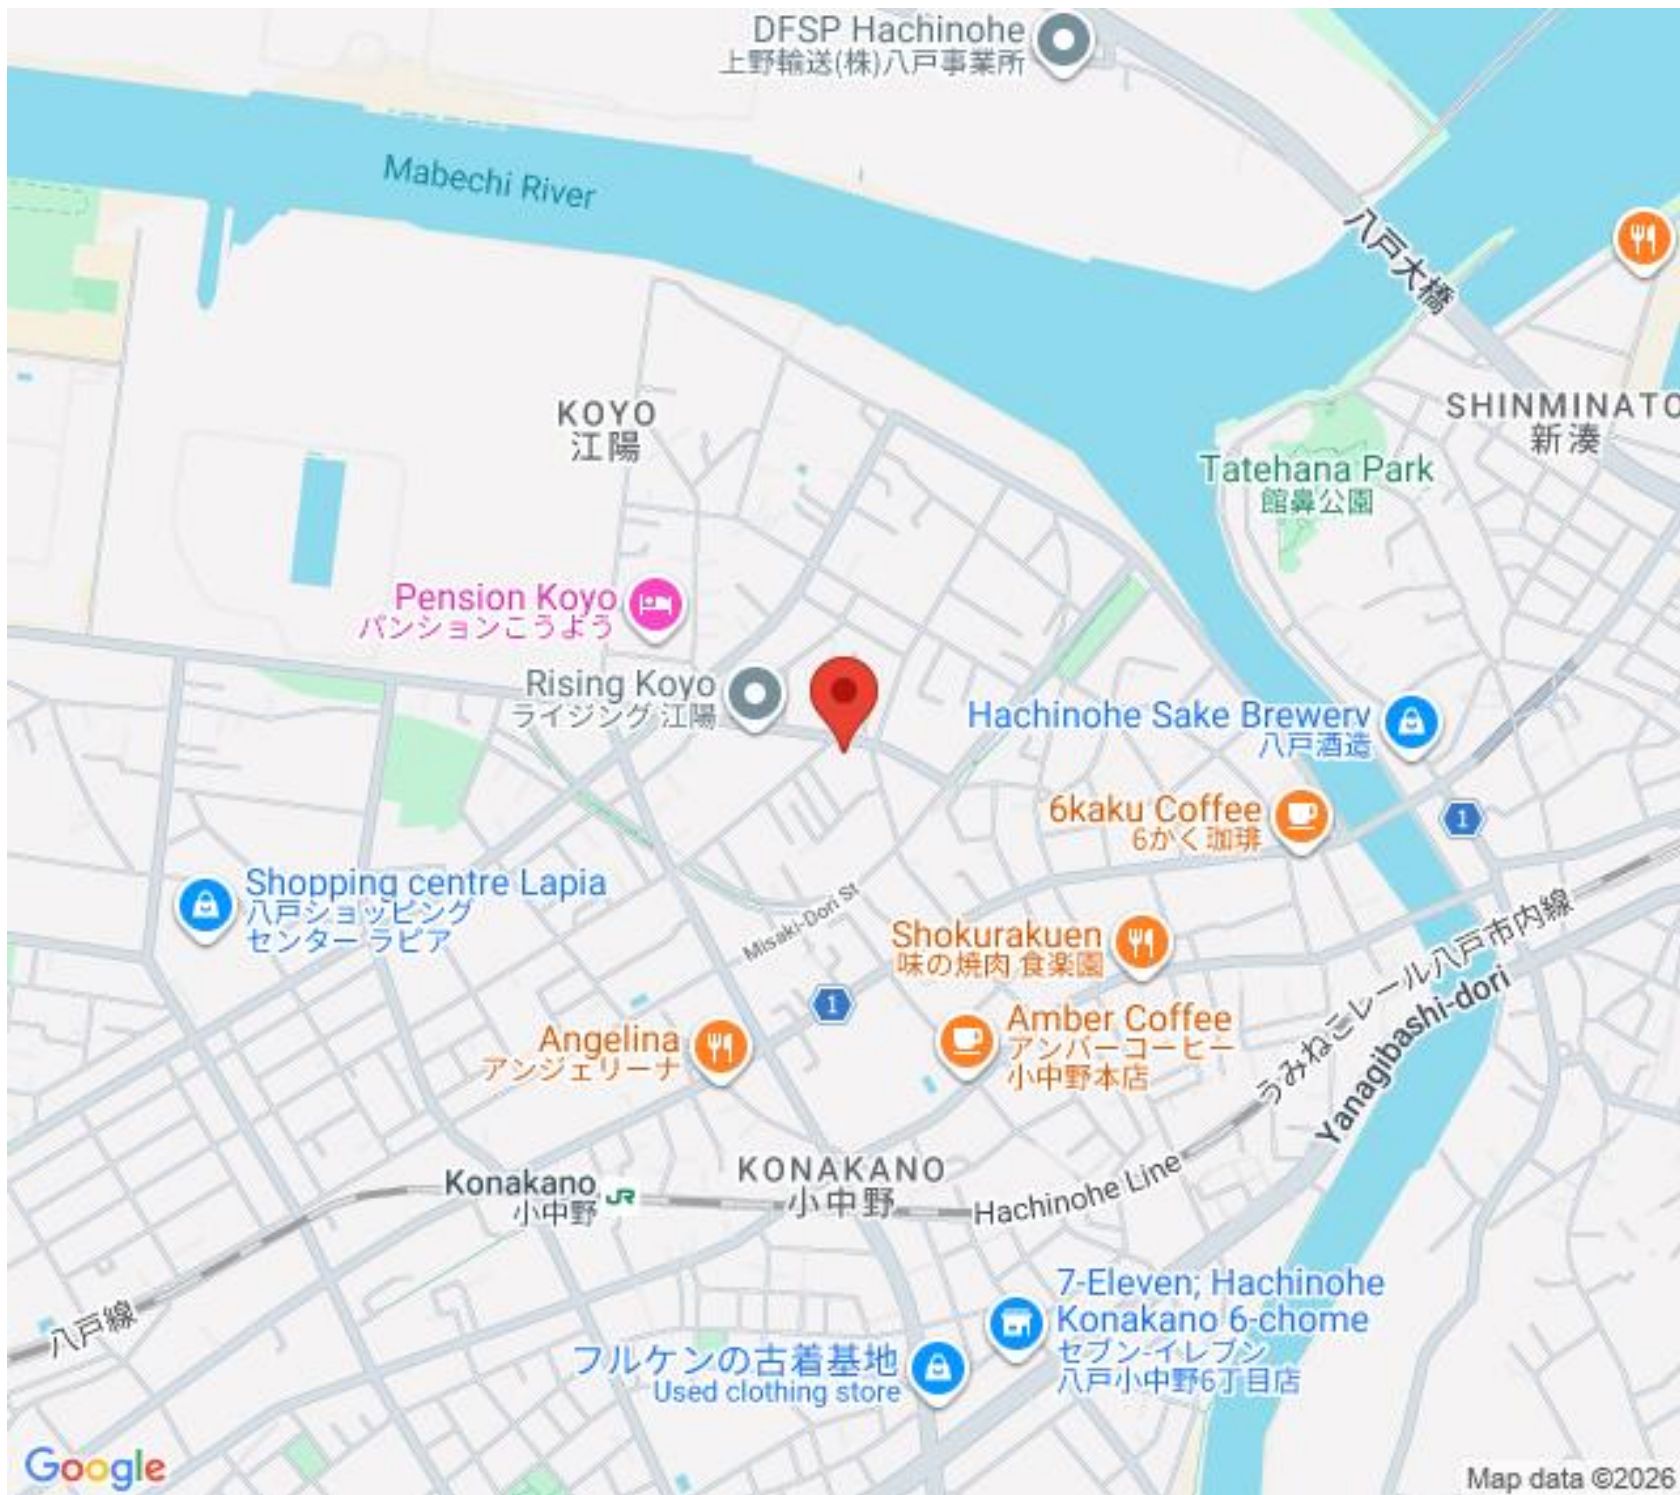 DFSP Hachinohe
上野輸送(株)八戸事業所
Mabechi River
八戸大橋
KOYO
江陽
SHINMINATO
新湊
Tatehana Park
館鼻公園
Pension Koyo
パンションこうよう
Rising Koyo
ライジング 江陽
Hachinohe Sake Brewery
八戸酒造
6kaku Coffee
6かく珈琲
1
Shopping centre Lapia
八戸ショッピング
センター ラピア
Misaki-Dori St
Shokurakuen
味の焼肉 食楽園
うみねこレール八戸市内線
Yanagibashi-dori
1
Angelina
アンジェリーナ
Amber Coffee
アンバーコーヒー
小中野本店
Konakano
小中野
JR
KONAKANO
小中野
Hachinohe Line
八戸線
7-Eleven; Hachinohe
Konakano 6-chome
セブン-イレブン
八戸小中野6丁目店
フルケンの古着基地
Used clothing store
Google
Map data ©2026